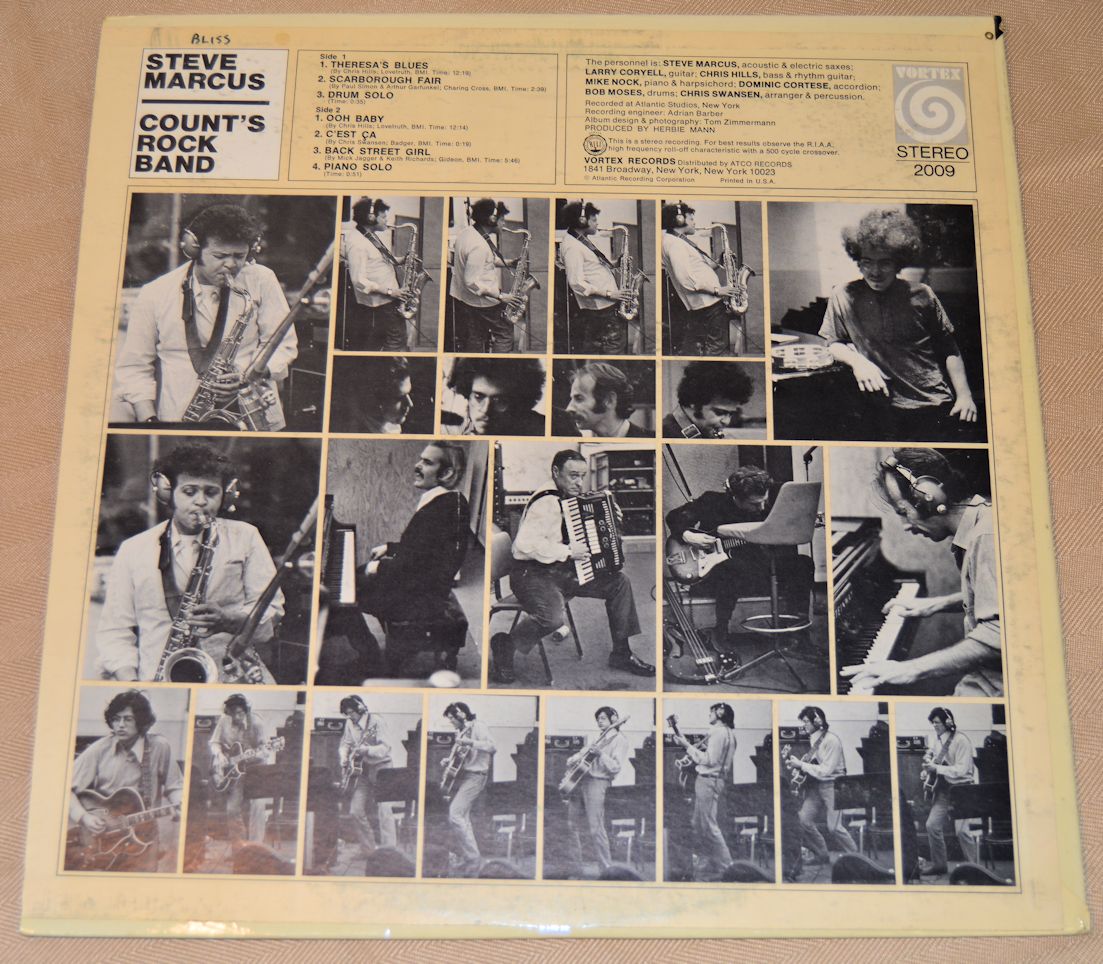 BLISS
STEVE
MARCUS
COUNT'S
ROCK
BAND
Side 1
1. THERESA'S BLUES
(By Chris Hills; Lovetruth, BMI. Time: 12:19)
2. SCARBOROUGH FAIR
(By Paul Simon & Arthur Garfunkel; Charing Cross, BMI. Time: 2:39)
3. DRUM SOLO
(Time: 0:35)
Side 2
1. OOH BABY
(By Chris Hills; Lovetruth, BMI. Time: 12:14)
2. C'EST ÇA
(By Chris Swansen; Badger, BMI. Time: 0:19)
3. BACK STREET GIRL
(By Mick Jagger & Keith Richards; Gideon, BMI. Time: 5:46)
4. PIANO SOLO
(Time: 0:51)
The personnel is: STEVE MARCUS, acoustic & electric saxes;
LARRY CORYELL, guitar; CHRIS HILLS, bass & rhythm guitar;
MIKE NOCK, piano & harpsichord; DOMINIC CORTESE, accordion;
BOB MOSES, drums; CHRIS SWANSEN, arranger & percussion.
Recorded at Atlantic Studios, New York
Recording engineer: Adrian Barber
Album design & photography: Tom Zimmermann
PRODUCED BY HERBIE MANN
This is a stereo recording. For best results observe the R.I.A.A.
high frequency roll-off characteristic with a 500 cycle crossover.
VORTEX RECORDS Distributed by ATCO RECORDS
1841 Broadway, New York, New York 10023
© Atlantic Recording Corporation Printed in U.S.A.
VORTEX
STEREO
2009